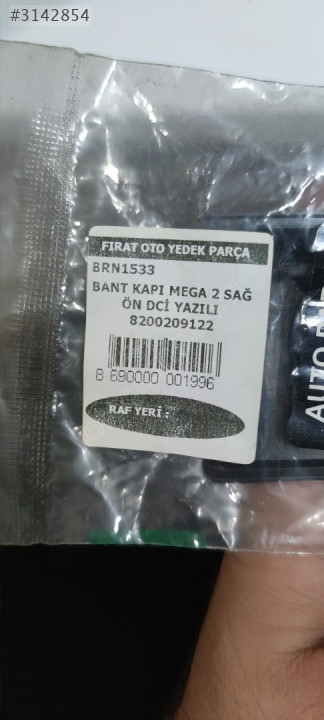 #3142854
FIRAT OTO YEDEK PARÇA
BRN1533
BANT KAPI MEGA 2 SAĞ
ÖN DCİ YAZILI
8200209122
8 690000 001996
RAF YERİ :
AUTO